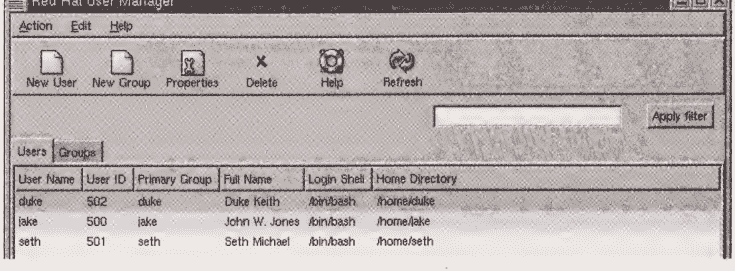 Red Hat User Manager
Action Edit Help
New User New Group Properties Delete Help Refresh
Apply filter
Users Groups
User Name User ID Primary Group Full Name Login Shell Home Directory
duke 502 duke Duke Keith /bin/bash /home/duke
jake 500 jake John W. Jones /bin/bash /home/jake
seth 501 seth Seth Michael /bin/bash /home/seth